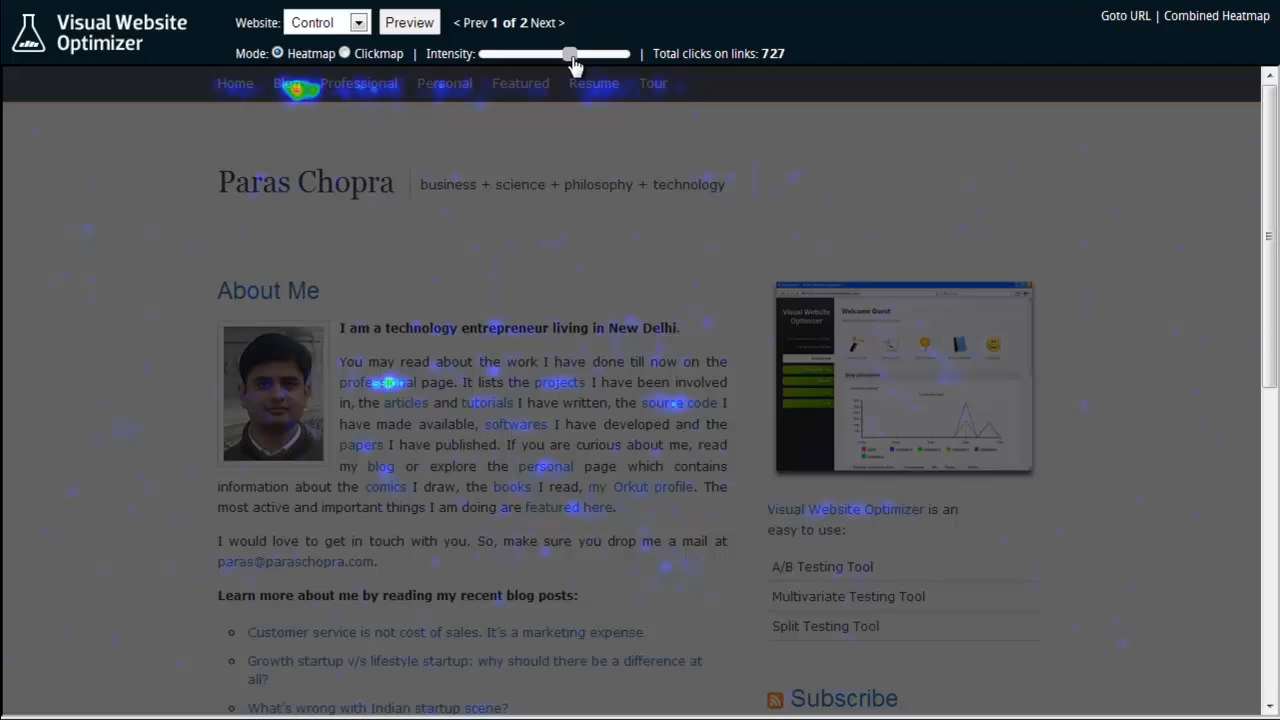 Visual Website Optimizer
Website: Control Preview < Prev 1 of 2 Next >
Goto URL | Combined Heatmap
Mode: Heatmap Clickmap | Intensity: | Total clicks on links: 727
Home Blog Professional Personal Featured Resume Tour
Paras Chopra business + science + philosophy + technology
About Me
I am a technology entrepreneur living in New Delhi.
You may read about the work I have done till now on the
professional page. It lists the projects I have been involved
in, the articles and tutorials I have written, the source code I
have made available, softwares I have developed and the
papers I have published. If you are curious about me, read
my blog or explore the personal page which contains
information about the comics I draw, the books I read, my Orkut profile. The
most active and important things I am doing are featured here.
I would love to get in touch with you. So, make sure you drop me a mail at
paras@paraschopra.com.
Learn more about me by reading my recent blog posts:
Customer service is not cost of sales. It's a marketing expense
Growth startup v/s lifestyle startup: why should there be a difference at
all?
What's wrong with Indian startup scene?
Visual Website
Optimizer
Welcome Guest
Visual Website Optimizer is an
easy to use:
A/B Testing Tool
Multivariate Testing Tool
Split Testing Tool
Subscribe